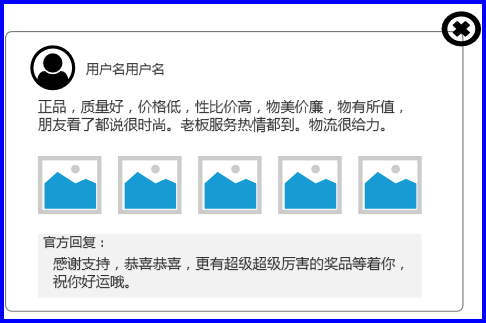 用户名用户名
正品，质量好，价格低，性比价高，物美价廉，物有所值，
朋友看了都说很时尚。老板服务热情都到。物流很给力。
官方回复：
感谢支持，恭喜恭喜，更有超级超级厉害的奖品等着你，
祝你好运哦。